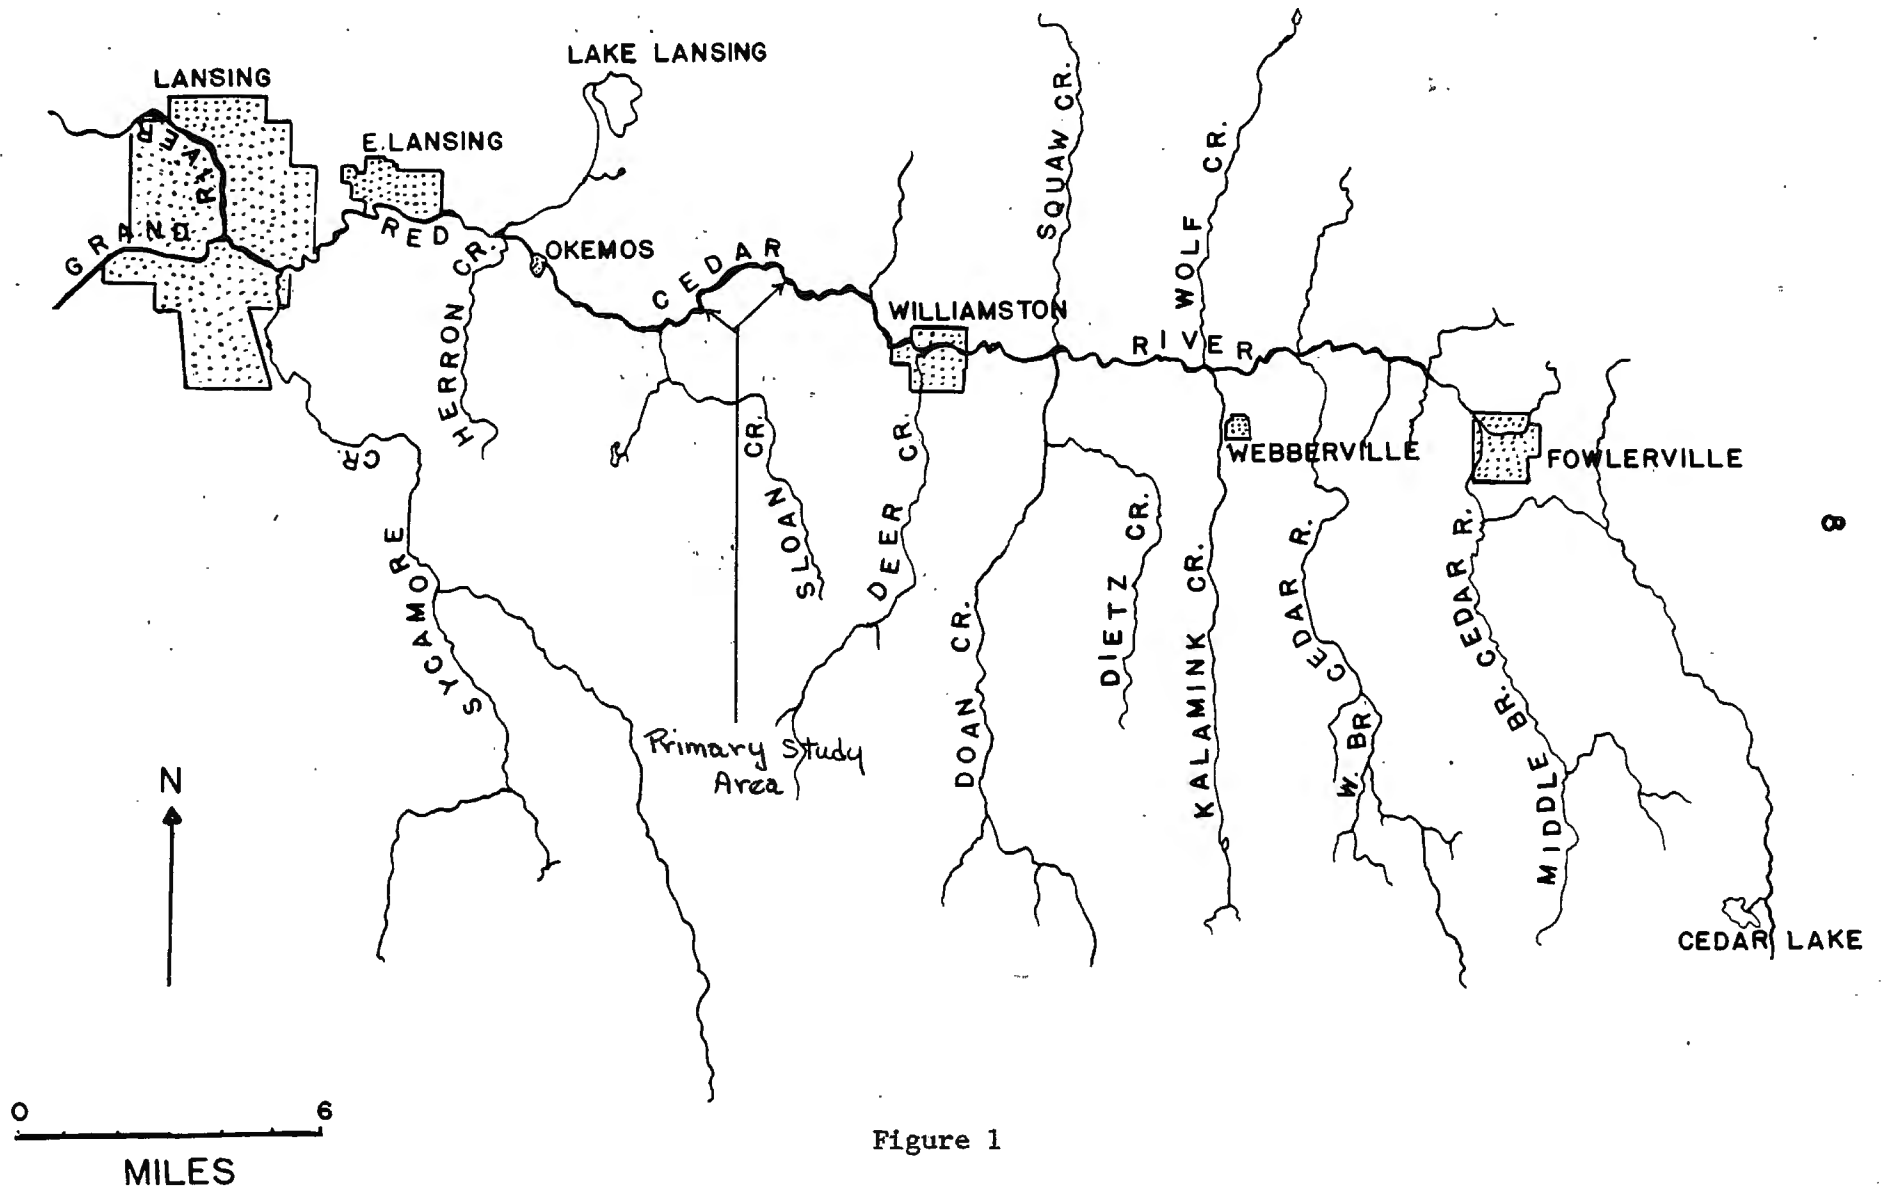 LAKE LANSING
LANSING
E. LANSING
GRAND RIVER
RED CEDAR RIVER
HERRON CR.
OKEMOS
SQUAW CR.
WOLF CR.
WILLIAMSTON
WEBBERVILLE
FOWLERVILLE
SYCAMORE CR.
SLOAN CR.
DEER CR.
DOAN CR.
DIETZ CR.
KALAMINK CR.
W. BR. CEDAR R.
MIDDLE BR. CEDAR R.
8
Primary Study
Area
N
CEDAR LAKE
0 6
MILES
Figure 1